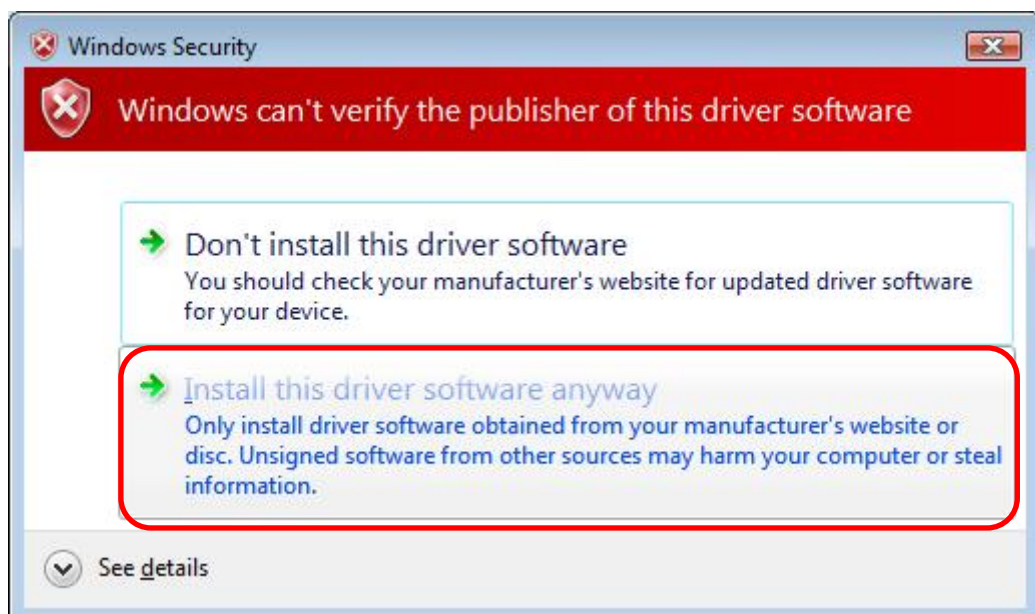 Windows Security
Windows can't verify the publisher of this driver software
Don't install this driver software
You should check your manufacturer's website for updated driver software
for your device.
Install this driver software anyway
Only install driver software obtained from your manufacturer's website or
disc. Unsigned software from other sources may harm your computer or steal
information.
See details